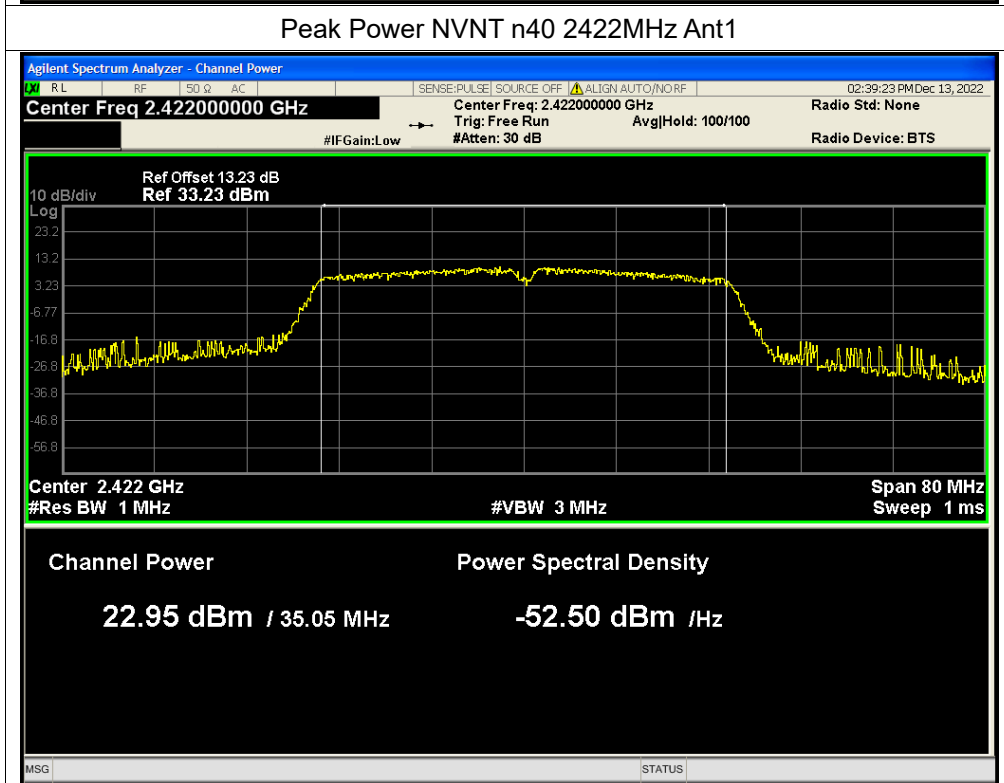 Peak Power NVNT n40 2422MHz Ant1
Agilent Spectrum Analyzer - Channel Power
LXI RL RF 50 Ω AC SENSE:PULSE SOURCE OFF ALIGN AUTO/NO RF 02:39:23 PM Dec 13, 2022
Center Freq 2.422000000 GHz Center Freq: 2.422000000 GHz Radio Std: None
Trig: Free Run Avg|Hold: 100/100
#IFGain:Low #Atten: 30 dB Radio Device: BTS
Ref Offset 13.23 dB
10 dB/div Ref 33.23 dBm
Log
23.2
13.2
3.23
-6.77
-16.8
-26.8
-36.8
-46.8
-56.8
Center 2.422 GHz Span 80 MHz
#Res BW 1 MHz #VBW 3 MHz Sweep 1 ms
Channel Power Power Spectral Density
22.95 dBm / 35.05 MHz -52.50 dBm /Hz
MSG STATUS